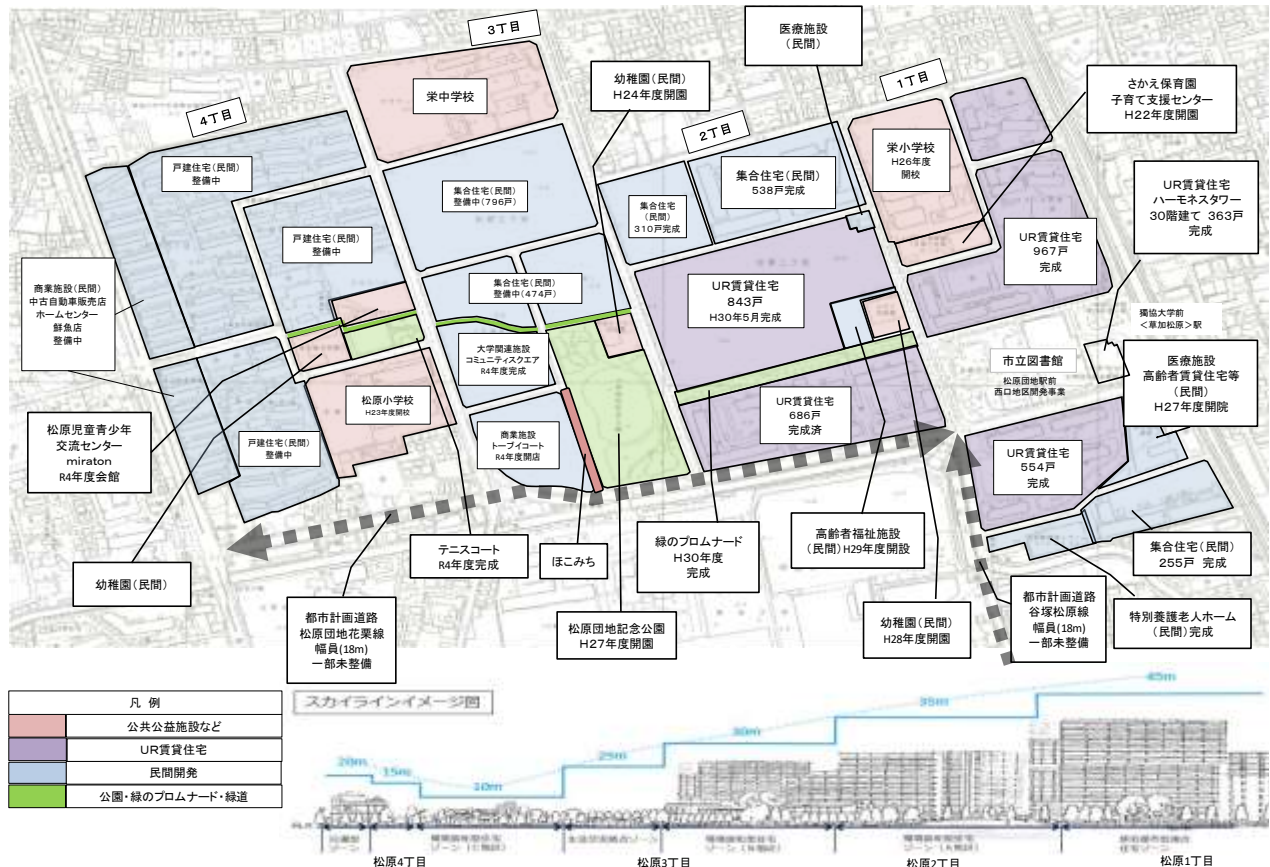 3丁目
医療施設
(民間)
1丁目
幼稚園(民間)
H24年度開園
さかえ保育園
子育て支援センター
H22年度開園
4丁目
栄中学校
2丁目
栄小学校
H26年度
開校
戸建住宅(民間)
整備中
集合住宅(民間)
整備中(796戸)
集合住宅(民間)
538戸完成
集合住宅
(民間)
310戸完成
UR賃貸住宅
ハーモネスタワー
30階建て 363戸
完成
戸建住宅(民間)
整備中
UR賃貸住宅
967戸
完成
商業施設(民間)
中古自動車販売店
ホームセンター
鮮魚店
整備中
集合住宅(民間)
整備中(474戸)
UR賃貸住宅
843戸
H30年5月完成
獨協大学前
<草加松原>駅
大学関連施設
コミュニティスクエア
R4年度完成
市立図書館
松原団地駅前
西口地区開発事業
医療施設
高齢者賃貸住宅等
(民間)
H27年度開院
松原小学校
H23年度開校
UR賃貸住宅
686戸
完成済
松原児童青少年
交流センター
miraton
R4年度会館
戸建住宅(民間)
整備中
商業施設
トーブイコート
R4年度開店
UR賃貸住宅
554戸
完成
幼稚園(民間)
テニスコート
R4年度完成
ほこみち
緑のプロムナード
H30年度
完成
高齢者福祉施設
(民間)H29年度開設
集合住宅(民間)
255戸 完成
都市計画道路
松原団地花栗線
幅員(18m)
一部未整備
松原団地記念公園
H27年度開園
幼稚園(民間)
H28年度開園
都市計画道路
谷塚松原線
幅員(18m)
一部未整備
特別養護老人ホーム
(民間)完成
凡 例
公共公益施設など
UR賃貸住宅
民間開発
公園・緑のプロムナード・緑道
スカイラインイメージ図
20m
15m
10m
25m
30m
35m
45m
松原4丁目
松原3丁目
松原2丁目
松原1丁目